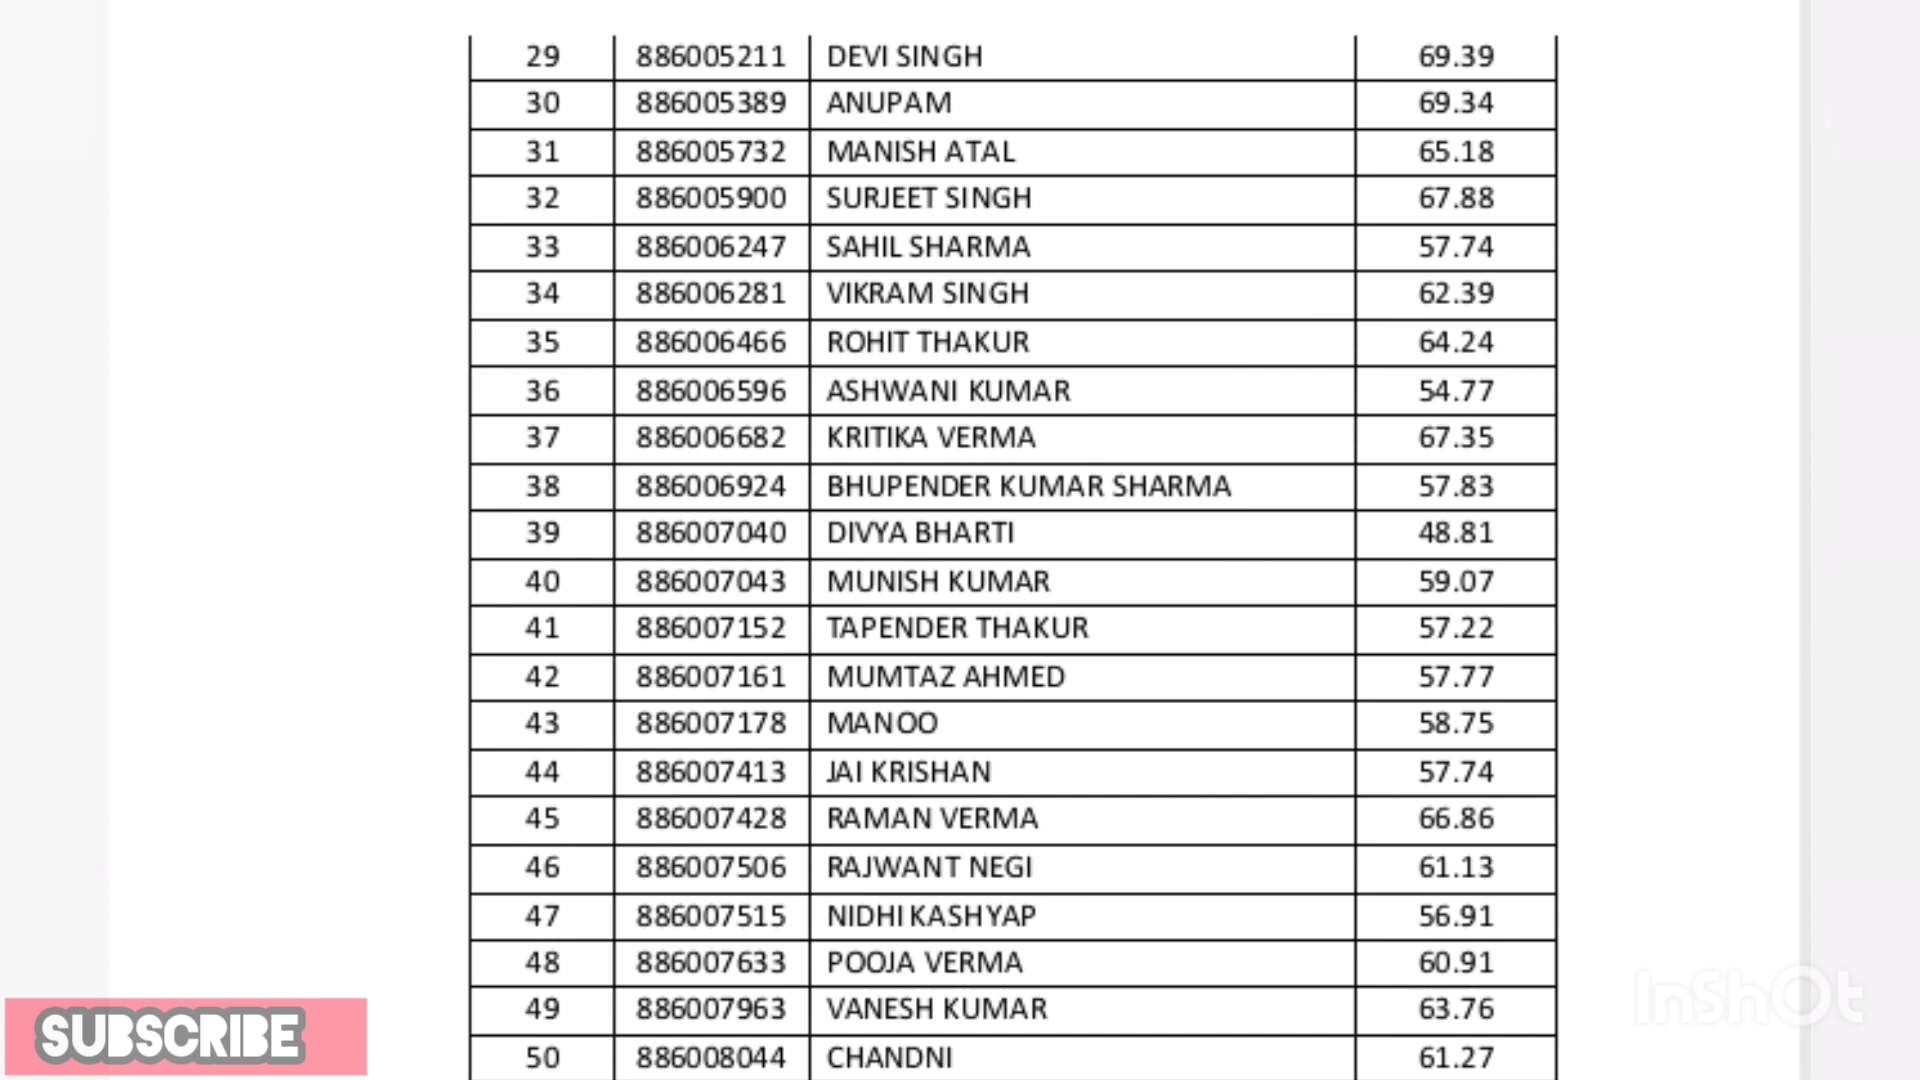 29 886005211 DEVI SINGH 69.39
30 886005389 ANUPAM 69.34
31 886005732 MANISH ATAL 65.18
32 886005900 SURJEET SINGH 67.88
33 886006247 SAHIL SHARMA 57.74
34 886006281 VIKRAM SINGH 62.39
35 886006466 ROHIT THAKUR 64.24
36 886006596 ASHWANI KUMAR 54.77
37 886006682 KRITIKA VERMA 67.35
38 886006924 BHUPENDER KUMAR SHARMA 57.83
39 886007040 DIVYA BHARTI 48.81
40 886007043 MUNISH KUMAR 59.07
41 886007152 TAPENDER THAKUR 57.22
42 886007161 MUMTAZ AHMED 57.77
43 886007178 MANOO 58.75
44 886007413 JAI KRISHAN 57.74
45 886007428 RAMAN VERMA 66.86
46 886007506 RAJWANT NEGI 61.13
47 886007515 NIDHI KASHYAP 56.91
48 886007633 POOJA VERMA 60.91
49 886007963 VANESH KUMAR 63.76
50 886008044 CHANDNI 61.27
SUBSCRIBE
InShOt